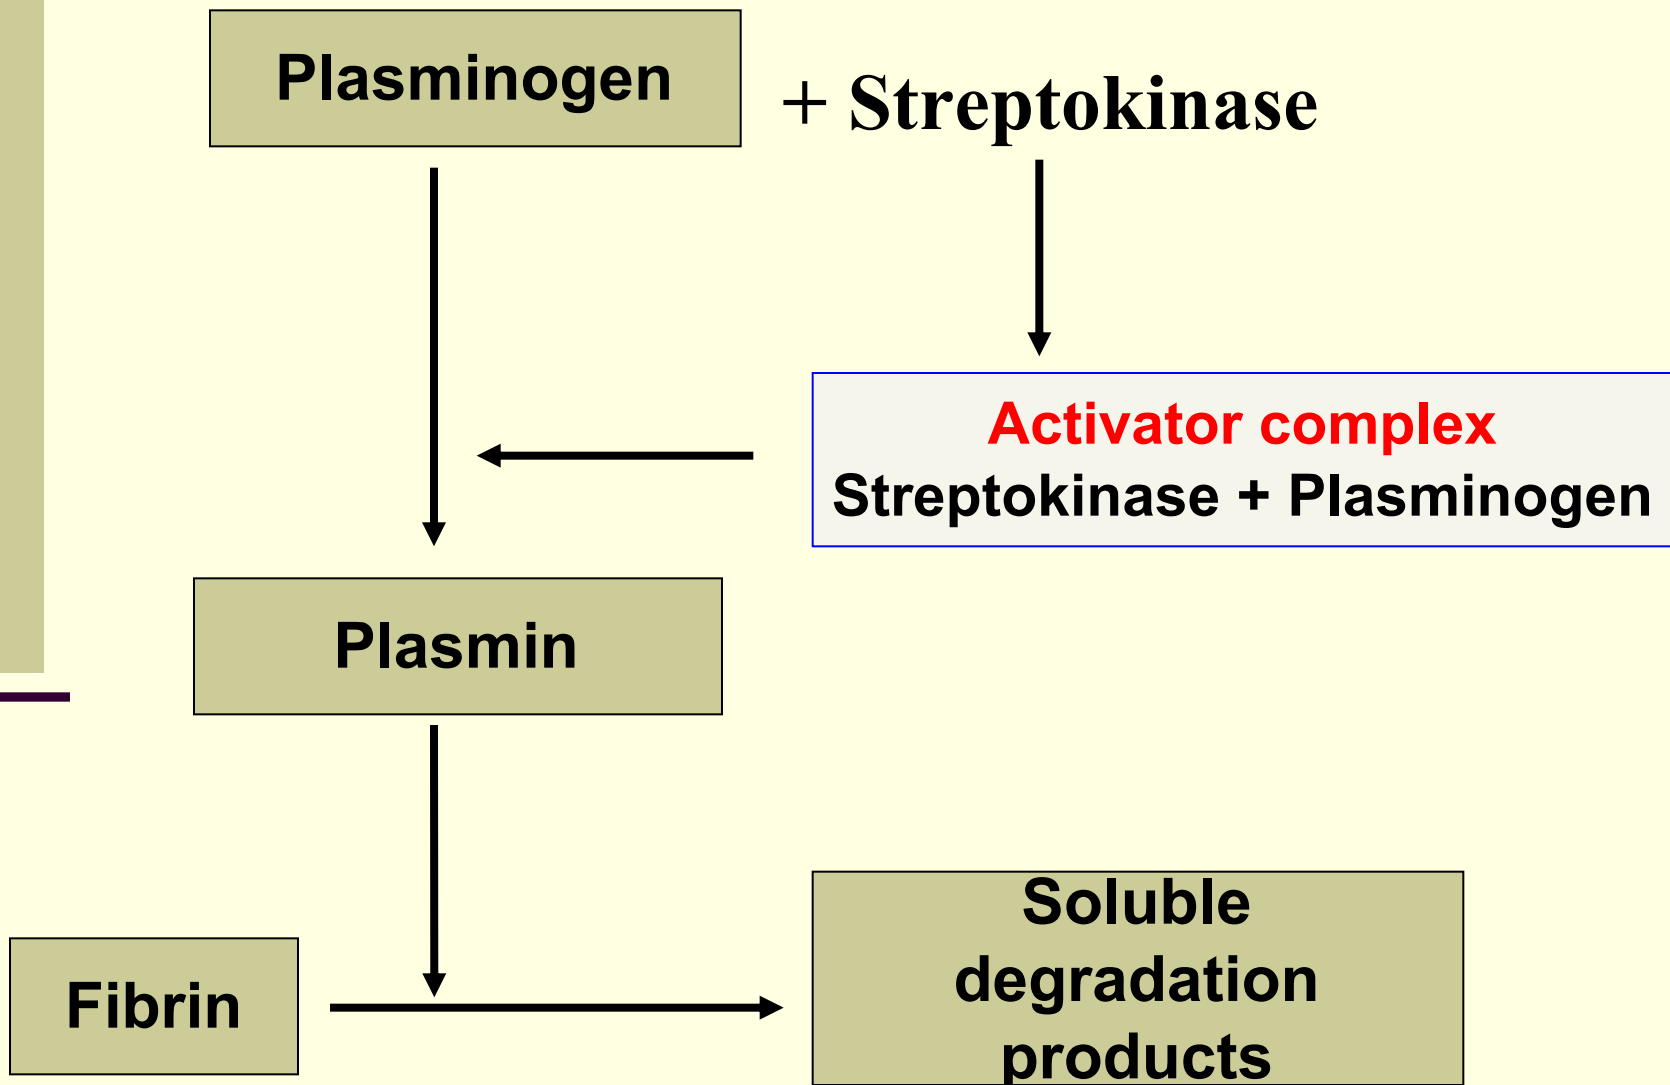 Plasminogen
+ Streptokinase
Activator complex
Streptokinase + Plasminogen
Plasmin
Fibrin
Soluble
degradation
products